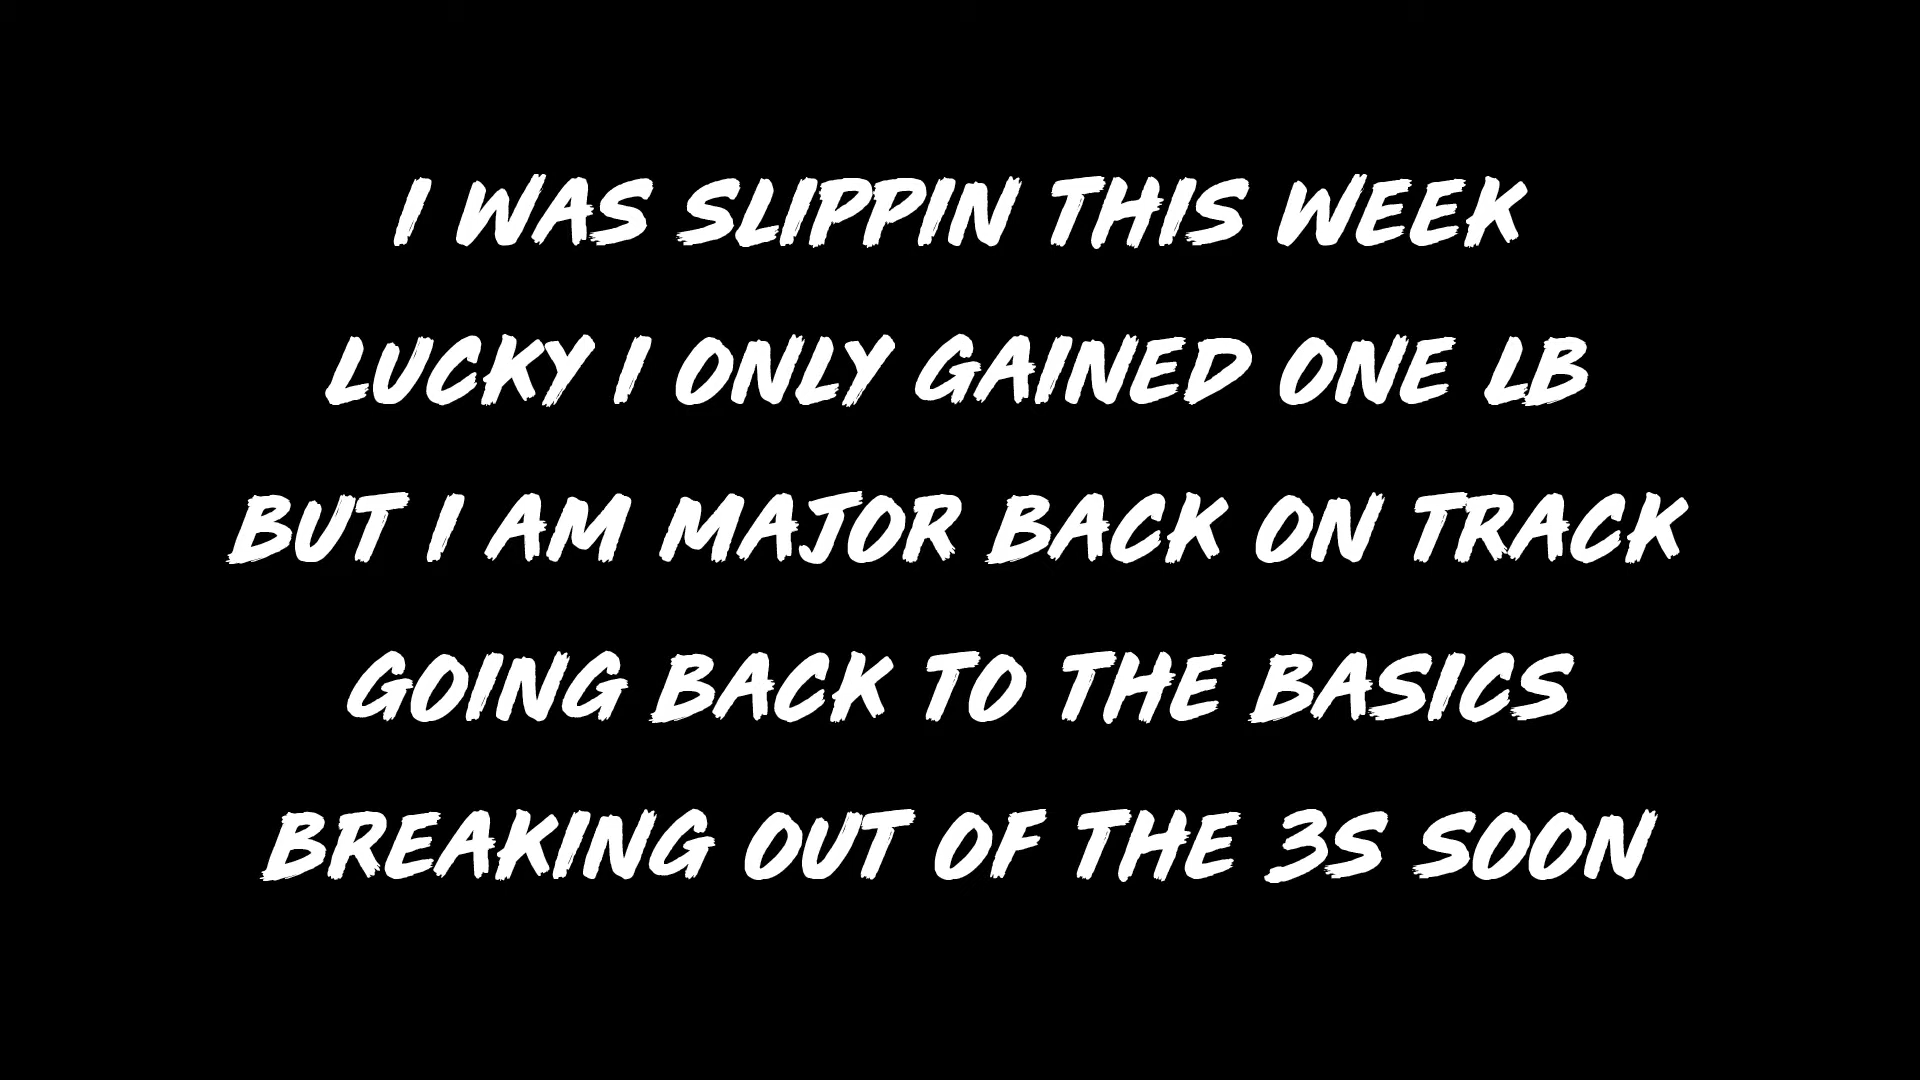 I WAS SLIPPIN THIS WEEK
LUCKY I ONLY GAINED ONE LB
BUT I AM MAJOR BACK ON TRACK
GOING BACK TO THE BASICS
BREAKING OUT OF THE 3S SOON